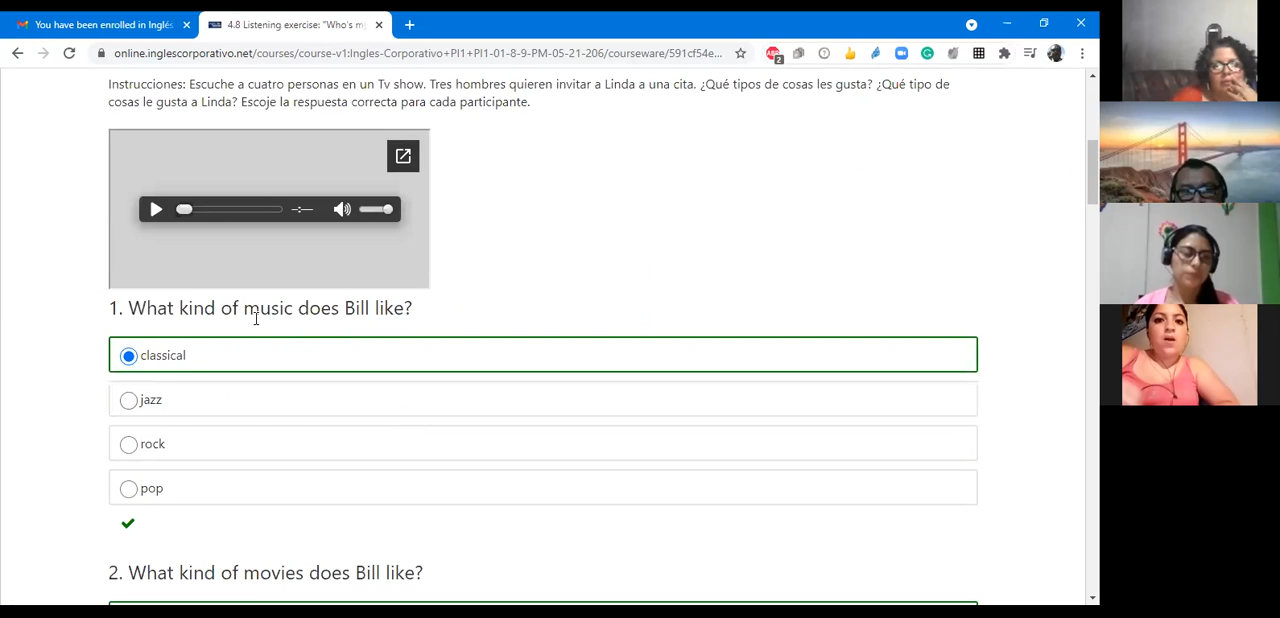 You have been enrolled in Inglés
4.8 Listening exercise: "Who's m
online.inglescorporativo.net/courses/course-v1:Ingles-Corporativo+PI1+PI1-01-8-9-PM-05-21-206/courseware/591cf54e...
2
Instrucciones: Escuche a cuatro personas en un Tv show. Tres hombres quieren invitar a Linda a una cita. ¿Qué tipos de cosas les gusta? ¿Qué tipo de
cosas le gusta a Linda? Escoje la respuesta correcta para cada participante.
1. What kind of music does Bill like?
classical
jazz
rock
pop
2. What kind of movies does Bill like?